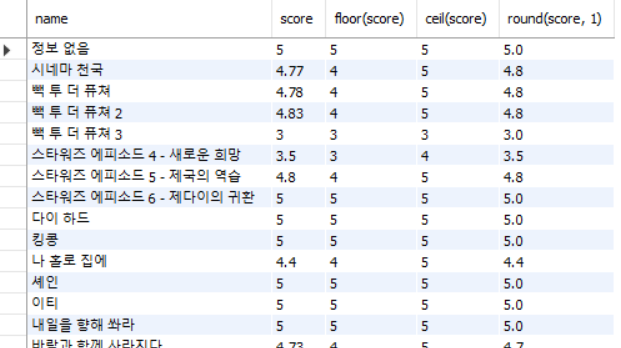 name score floor(score) ceil(score) round(score, 1)
정보 없음 5 5 5 5.0
시네마 천국 4.77 4 5 4.8
빽 투 더 퓨쳐 4.78 4 5 4.8
빽 투 더 퓨쳐 2 4.83 4 5 4.8
빽 투 더 퓨쳐 3 3 3 3 3.0
스타워즈 에피소드 4 - 새로운 희망 3.5 3 4 3.5
스타워즈 에피소드 5 - 제국의 역습 4.8 4 5 4.8
스타워즈 에피소드 6 - 제다이의 귀환 5 5 5 5.0
다이 하드 5 5 5 5.0
킹콩 5 5 5 5.0
나 홀로 집에 4.4 4 5 4.4
셰인 5 5 5 5.0
이티 5 5 5 5.0
내일을 향해 쏴라 5 5 5 5.0
바람과 함께 사라지다 4.73 4 5 4.7